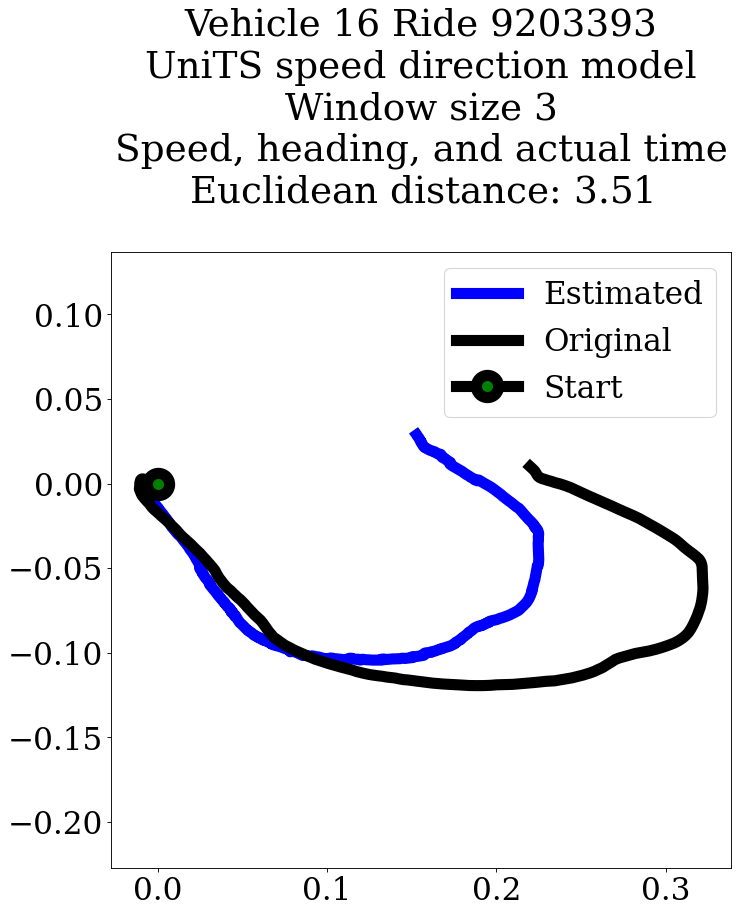 Vehicle 16 Ride 9203393
UniTS speed direction model
Window size 3
Speed, heading, and actual time
Euclidean distance: 3.51
Estimated
Original
Start
0.10
0.05
0.00
−0.05
−0.10
−0.15
−0.20
0.0 0.1 0.2 0.3